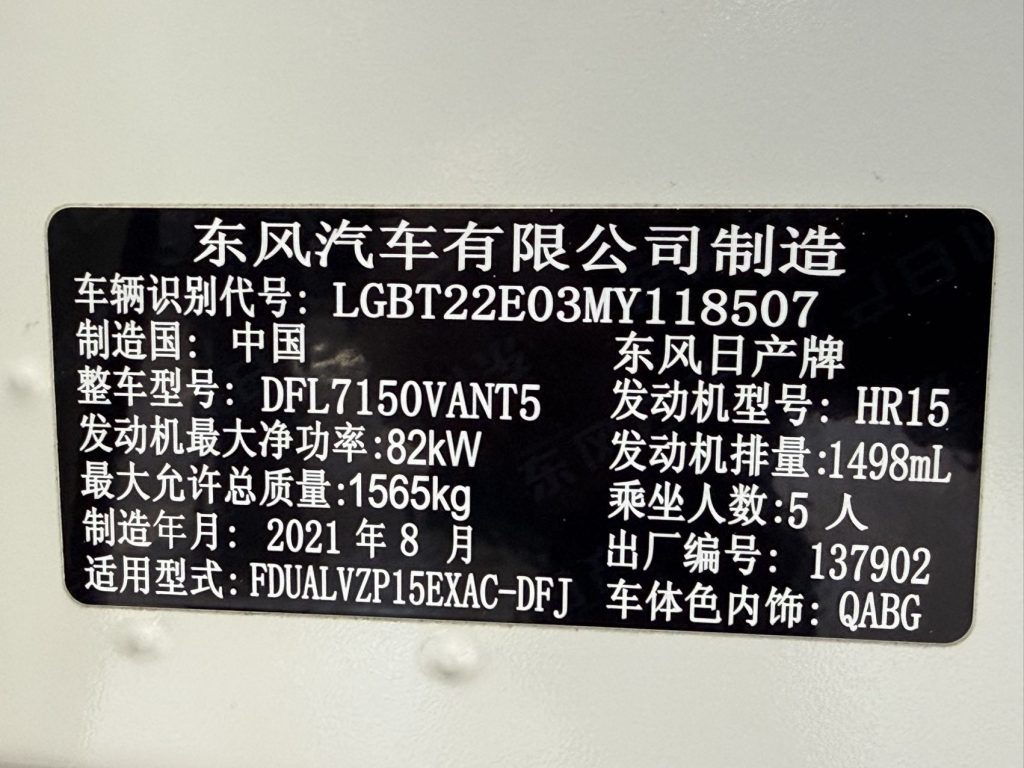 东风汽车有限公司制造
车辆识别代号: LGBT22E03MY118507
制造国: 中国 东风日产牌
整车型号: DFL7150VANT5 发动机型号: HR15
发动机最大净功率:82kW 发动机排量:1498mL
最大允许总质量:1565kg 乘坐人数:5 人
制造年月: 2021 年 8 月 出厂编号: 137902
适用型式:FDUALVZP15EXAC-DFJ 车体色内饰: QABG